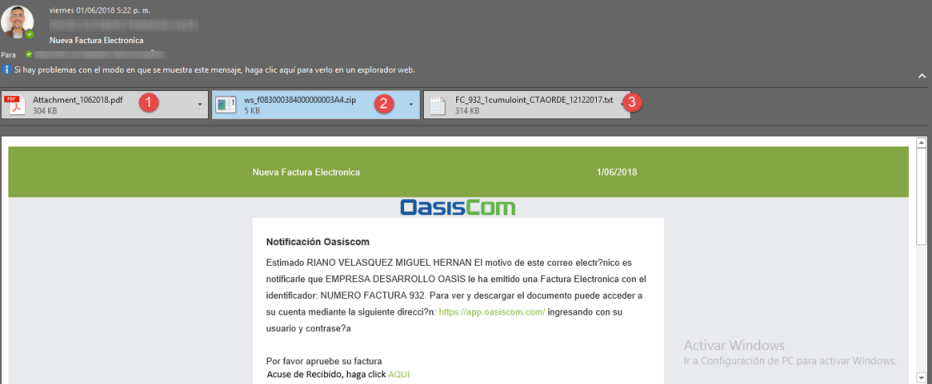 viernes 01/06/2018 5:22 p. m.
Nueva Factura Electronica
Para
Si hay problemas con el modo en que se muestra este mensaje, haga clic aquí para verlo en un explorador web.
Attachment_1062018.pdf
304 KB
1
ws_f083000384000000003A4.zip
5 KB
2
FC_932_1cumuloint_CTAORDE_12122017.txt
314 KB
3
Nueva Factura Electronica 1/06/2018
OasisCom
Notificación Oasiscom
Estimado RIANO VELASQUEZ MIGUEL HERNAN El motivo de este correo electr?nico es
notificarle que EMPRESA DESARROLLO OASIS le ha emitido una Factura Electronica con el
identificador: NUMERO FACTURA 932. Para ver y descargar el documento puede acceder a
su cuenta mediante la siguiente direcci?n: https://app.oasiscom.com/ ingresando con su
usuario y contrase?a
Por favor apruebe su factura
Acuse de Recibido, haga click AQUI
Activar Windows
Ir a Configuración de PC para activar Windows.